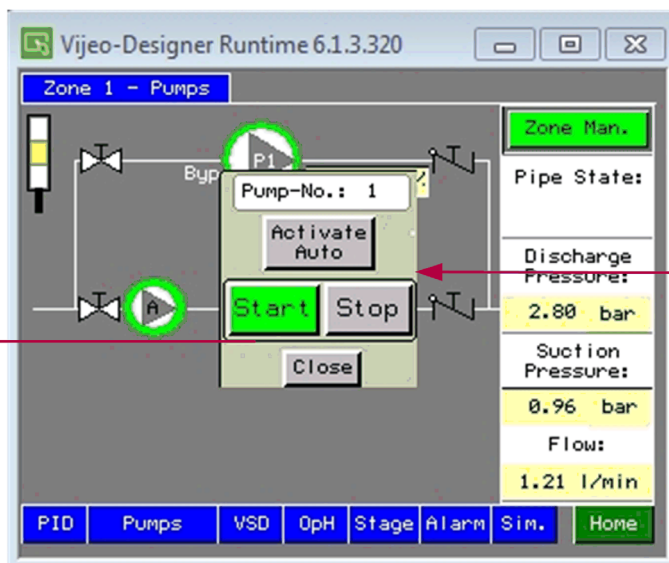 Vijeo-Designer Runtime 6.1.3.320
Zone 1 - Pumps
Zone Man.
P1
Byp
%
Pump-No.: 1
Pipe State:
Activate
Auto
Discharge
Pressure:
A
Start
Stop
2.80 bar
Suction
Pressure:
Close
0.96 bar
Flow:
1.21 l/min
PID
Pumps
VSD
OpH
Stage
Alarm
Sim.
Home